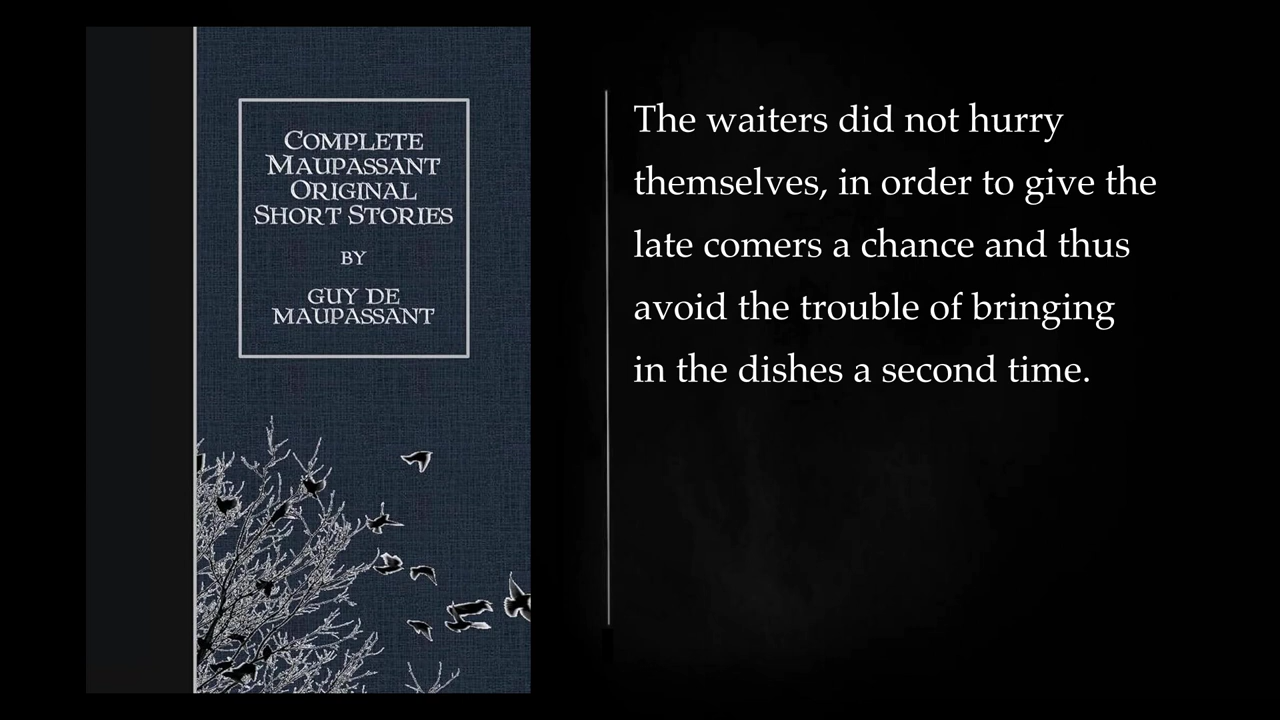 COMPLETE
MAUPASSANT
ORIGINAL
SHORT STORIES
BY
GUY DE
MAUPASSANT
The waiters did not hurry
themselves, in order to give the
late comers a chance and thus
avoid the trouble of bringing
in the dishes a second time.